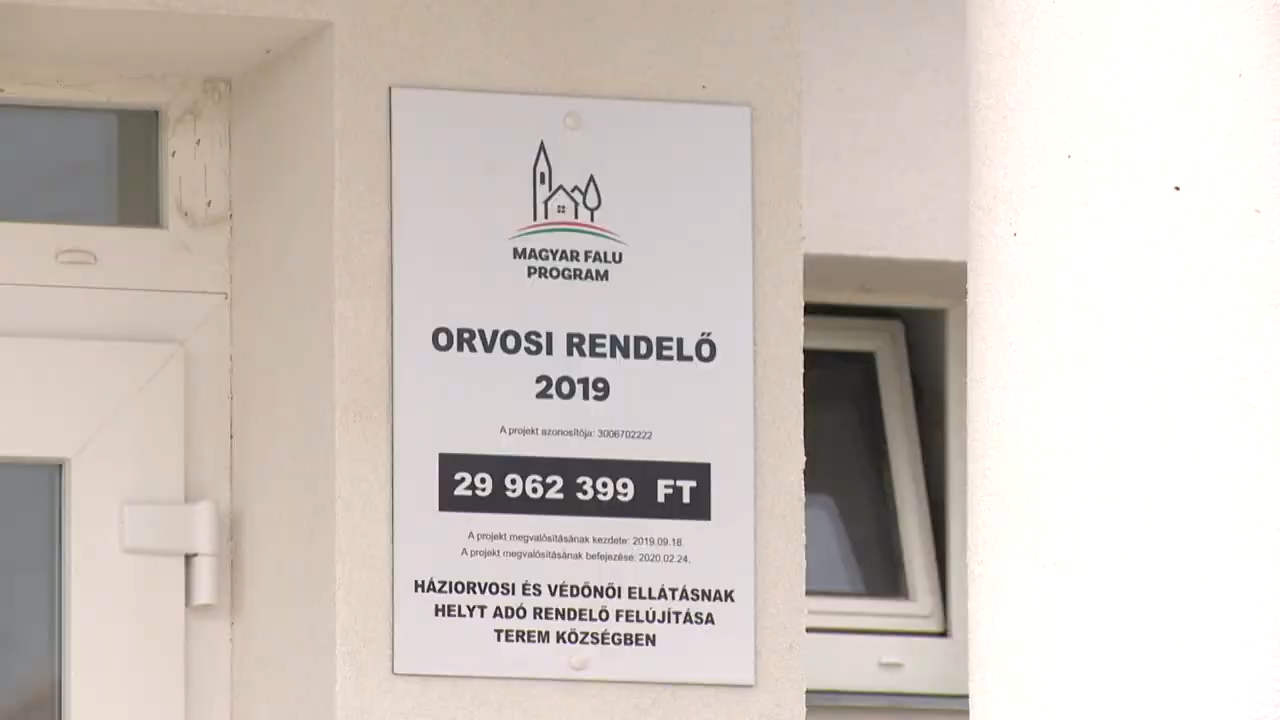 MAGYAR FALU
PROGRAM
ORVOSI RENDELŐ
2019
A projekt azonosítója: 3006702222
29 962 399 FT
A projekt megvalósításának kezdete: 2019.09.18.
A projekt megvalósításának befejezése: 2020.02.24.
HÁZIORVOSI ÉS VÉDŐNŐI ELLÁTÁSNAK
HELYT ADÓ RENDELŐ FELÚJÍTÁSA
TEREM KÖZSÉGBEN